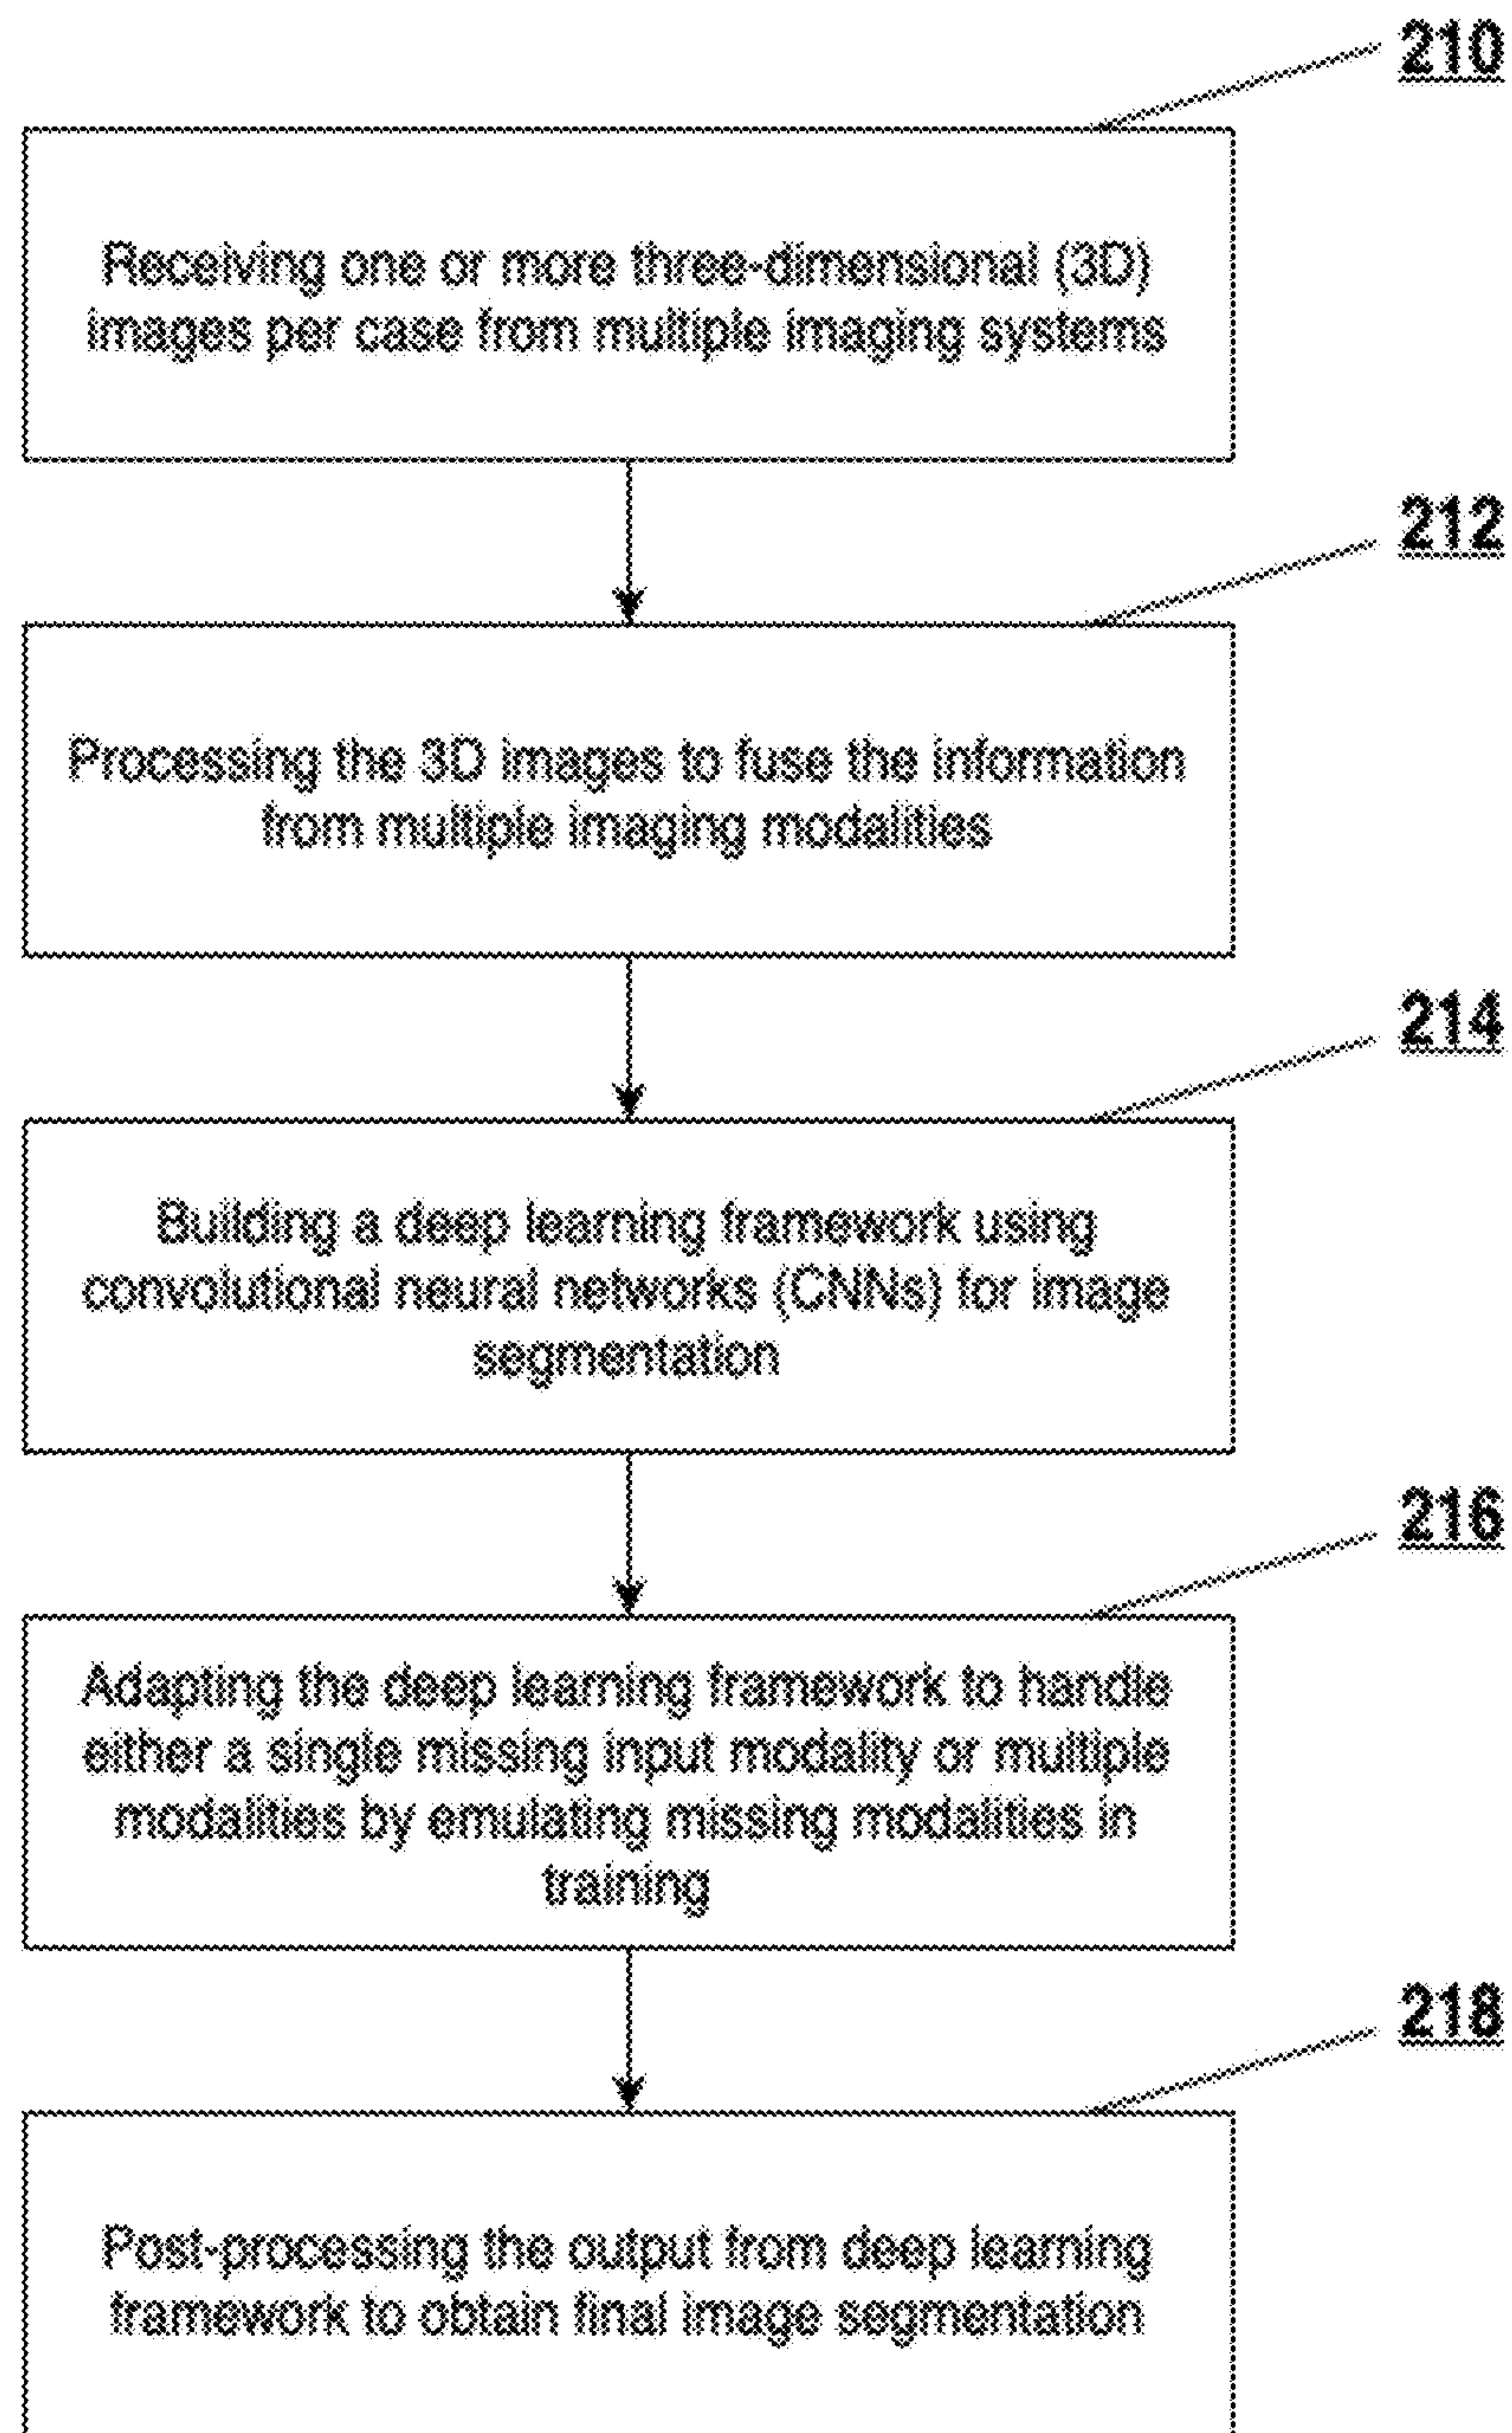 210
Receiving one or more three-dimensional (3D)
images per case from multiple imaging systems
212
Processing the 3D images to fuse the information
from multiple imaging modalities
214
Building a deep learning framework using
convolutional neural networks (CNNs) for image
segmentation
216
Adapting the deep learning framework to handle
either a single missing input modality or multiple
modalities by emulating missing modalities in
training
218
Post-processing the output from deep learning
framework to obtain final image segmentation